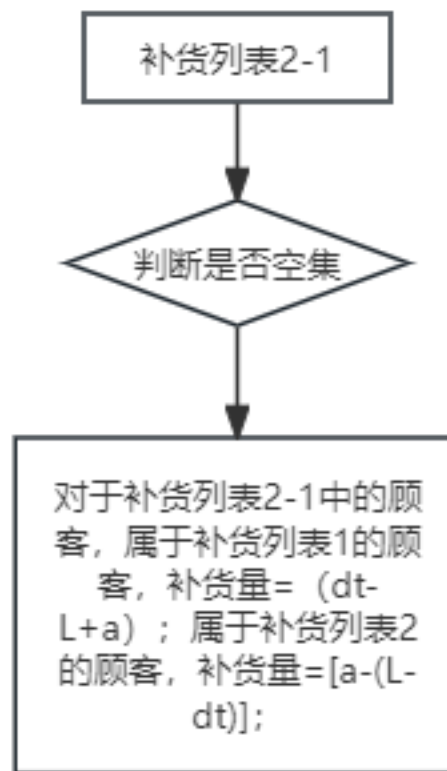 补货列表2-1
判断是否空集
对于补货列表2-1中的顾
客，属于补货列表1的顾
客，补货量=（dt-
L+a）；属于补货列表2
的顾客，补货量=[a-(L-
dt)]；